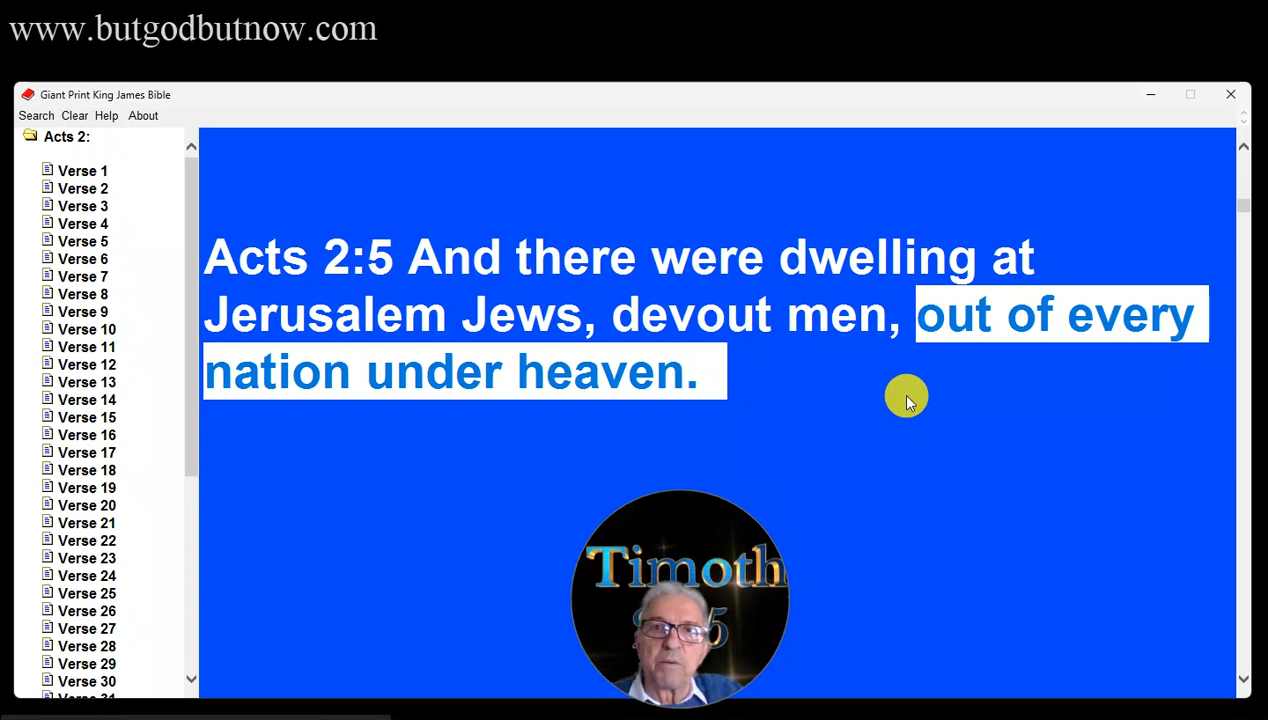 www.butgodbutnow.com
Giant Print King James Bible
Search Clear Help About
Acts 2:
Verse 1
Verse 2
Verse 3
Verse 4
Verse 5
Verse 6
Verse 7
Verse 8
Verse 9
Verse 10
Verse 11
Verse 12
Verse 13
Verse 14
Verse 15
Verse 16
Verse 17
Verse 18
Verse 19
Verse 20
Verse 21
Verse 22
Verse 23
Verse 24
Verse 25
Verse 26
Verse 27
Verse 28
Verse 29
Verse 30
Acts 2:5 And there were dwelling at
Jerusalem Jews, devout men, out of every
nation under heaven.
Timoth